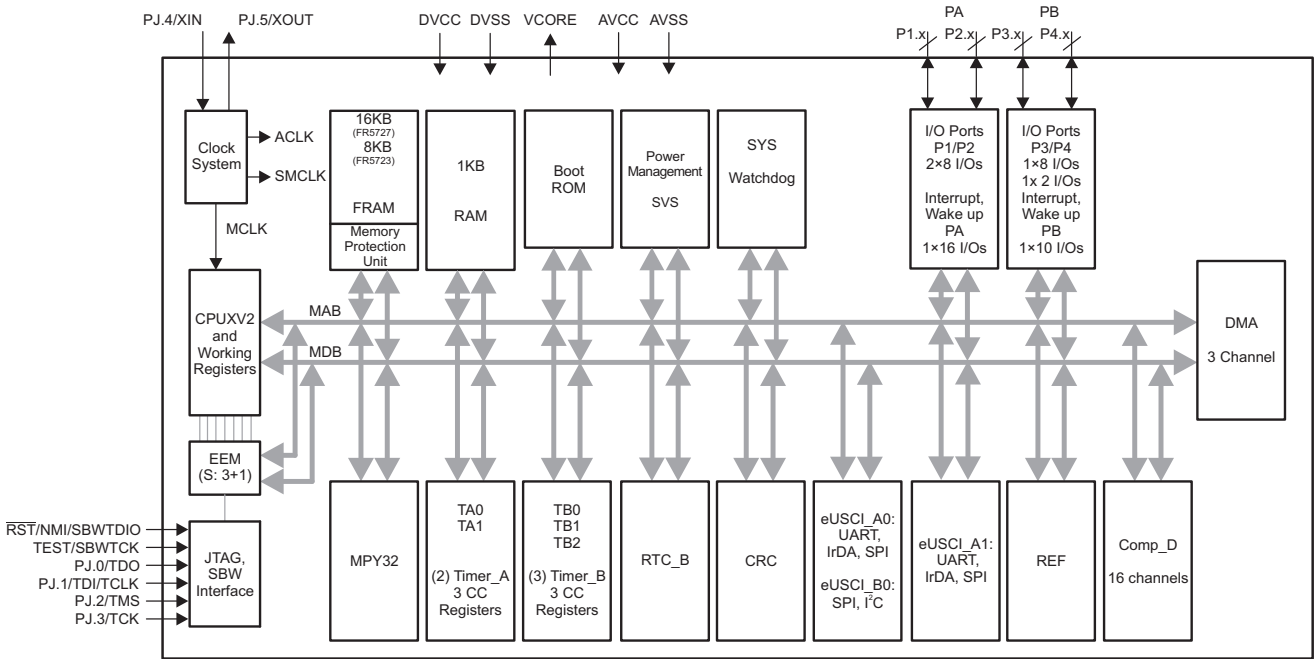 PJ.4/XIN
PJ.5/XOUT
DVCC
DVSS
VCORE
AVCC
AVSS
PA
P1.x
P2.x
PB
P3.x
P4.x
Clock
System
ACLK
SMCLK
MCLK
16KB
(FR5727)
8KB
(FR5723)
FRAM
Memory
Protection
Unit
1KB
RAM
Boot
ROM
Power
Management
SVS
SYS
Watchdog
I/O Ports
P1/P2
2×8 I/Os
Interrupt,
Wake up
PA
1×16 I/Os
I/O Ports
P3/P4
1×8 I/Os
1x 2 I/Os
Interrupt,
Wake up
PB
1×10 I/Os
CPUXV2
and
Working
Registers
MAB
MDB
DMA
3 Channel
EEM
(S: 3+1)
RST/NMI/SBWTDIO
TEST/SBWTCK
PJ.0/TDO
PJ.1/TDI/TCLK
PJ.2/TMS
PJ.3/TCK
JTAG,
SBW
Interface
MPY32
TA0
TA1
(2) Timer_A
3 CC
Registers
TB0
TB1
TB2
(3) Timer_B
3 CC
Registers
RTC_B
CRC
eUSCI_A0:
UART,
IrDA, SPI
eUSCI_B0:
SPI, I²C
eUSCI_A1:
UART,
IrDA, SPI
REF
Comp_D
16 channels